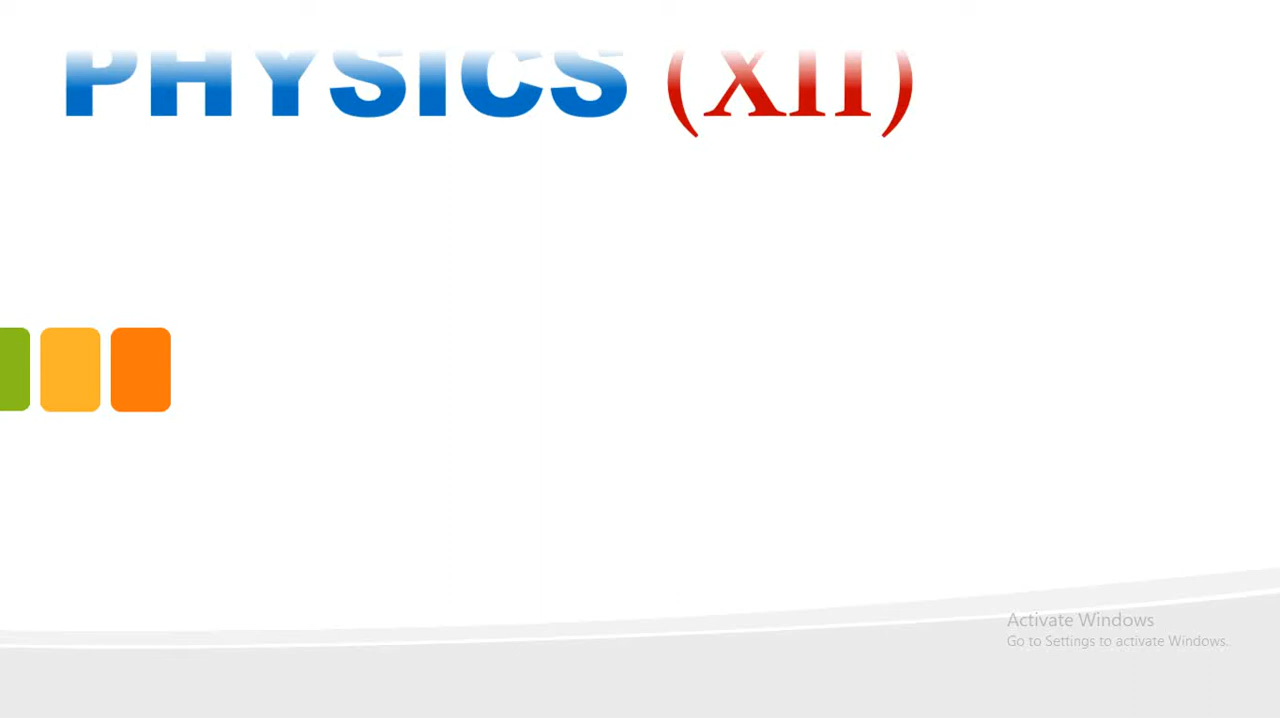 PHYSICS (XII)
Activate Windows
Go to Settings to activate Windows.